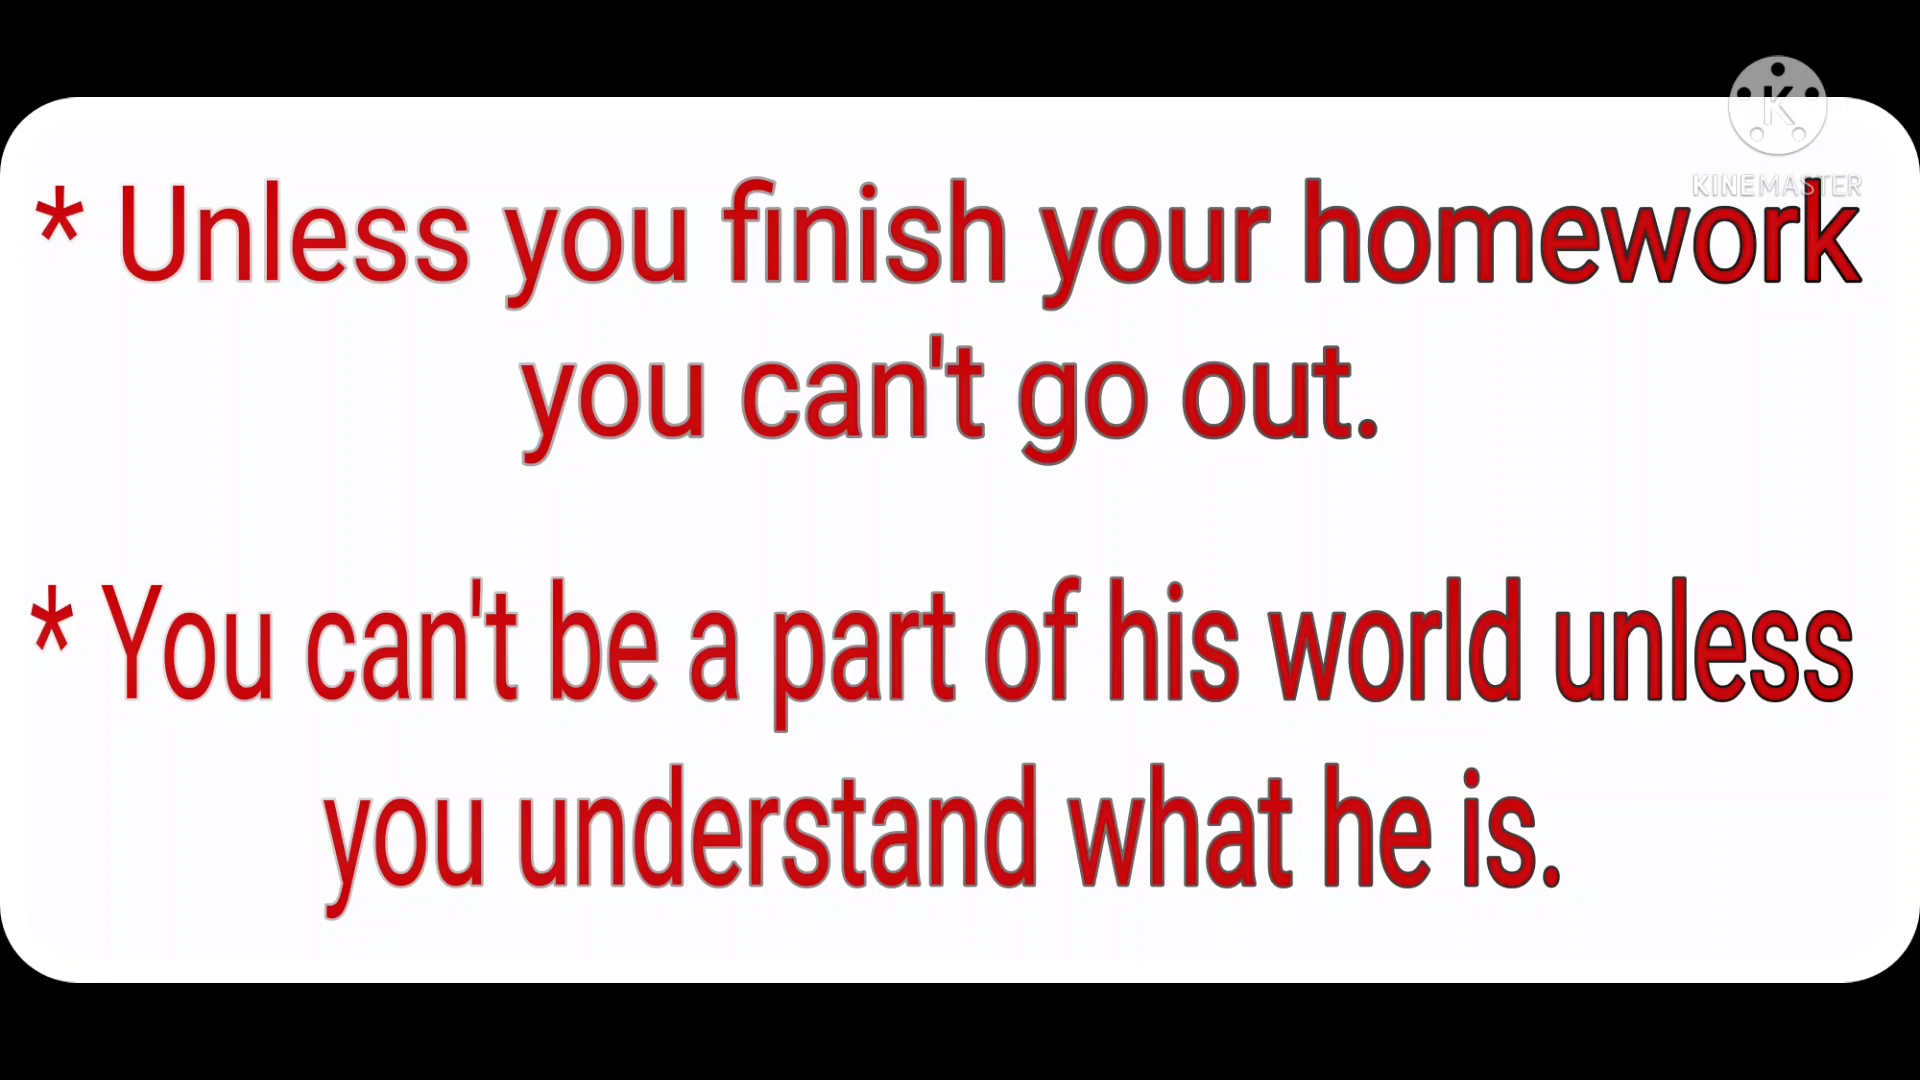 KINEMASTER
* Unless you finish your homework
you can't go out.
* You can't be a part of his world unless
you understand what he is.